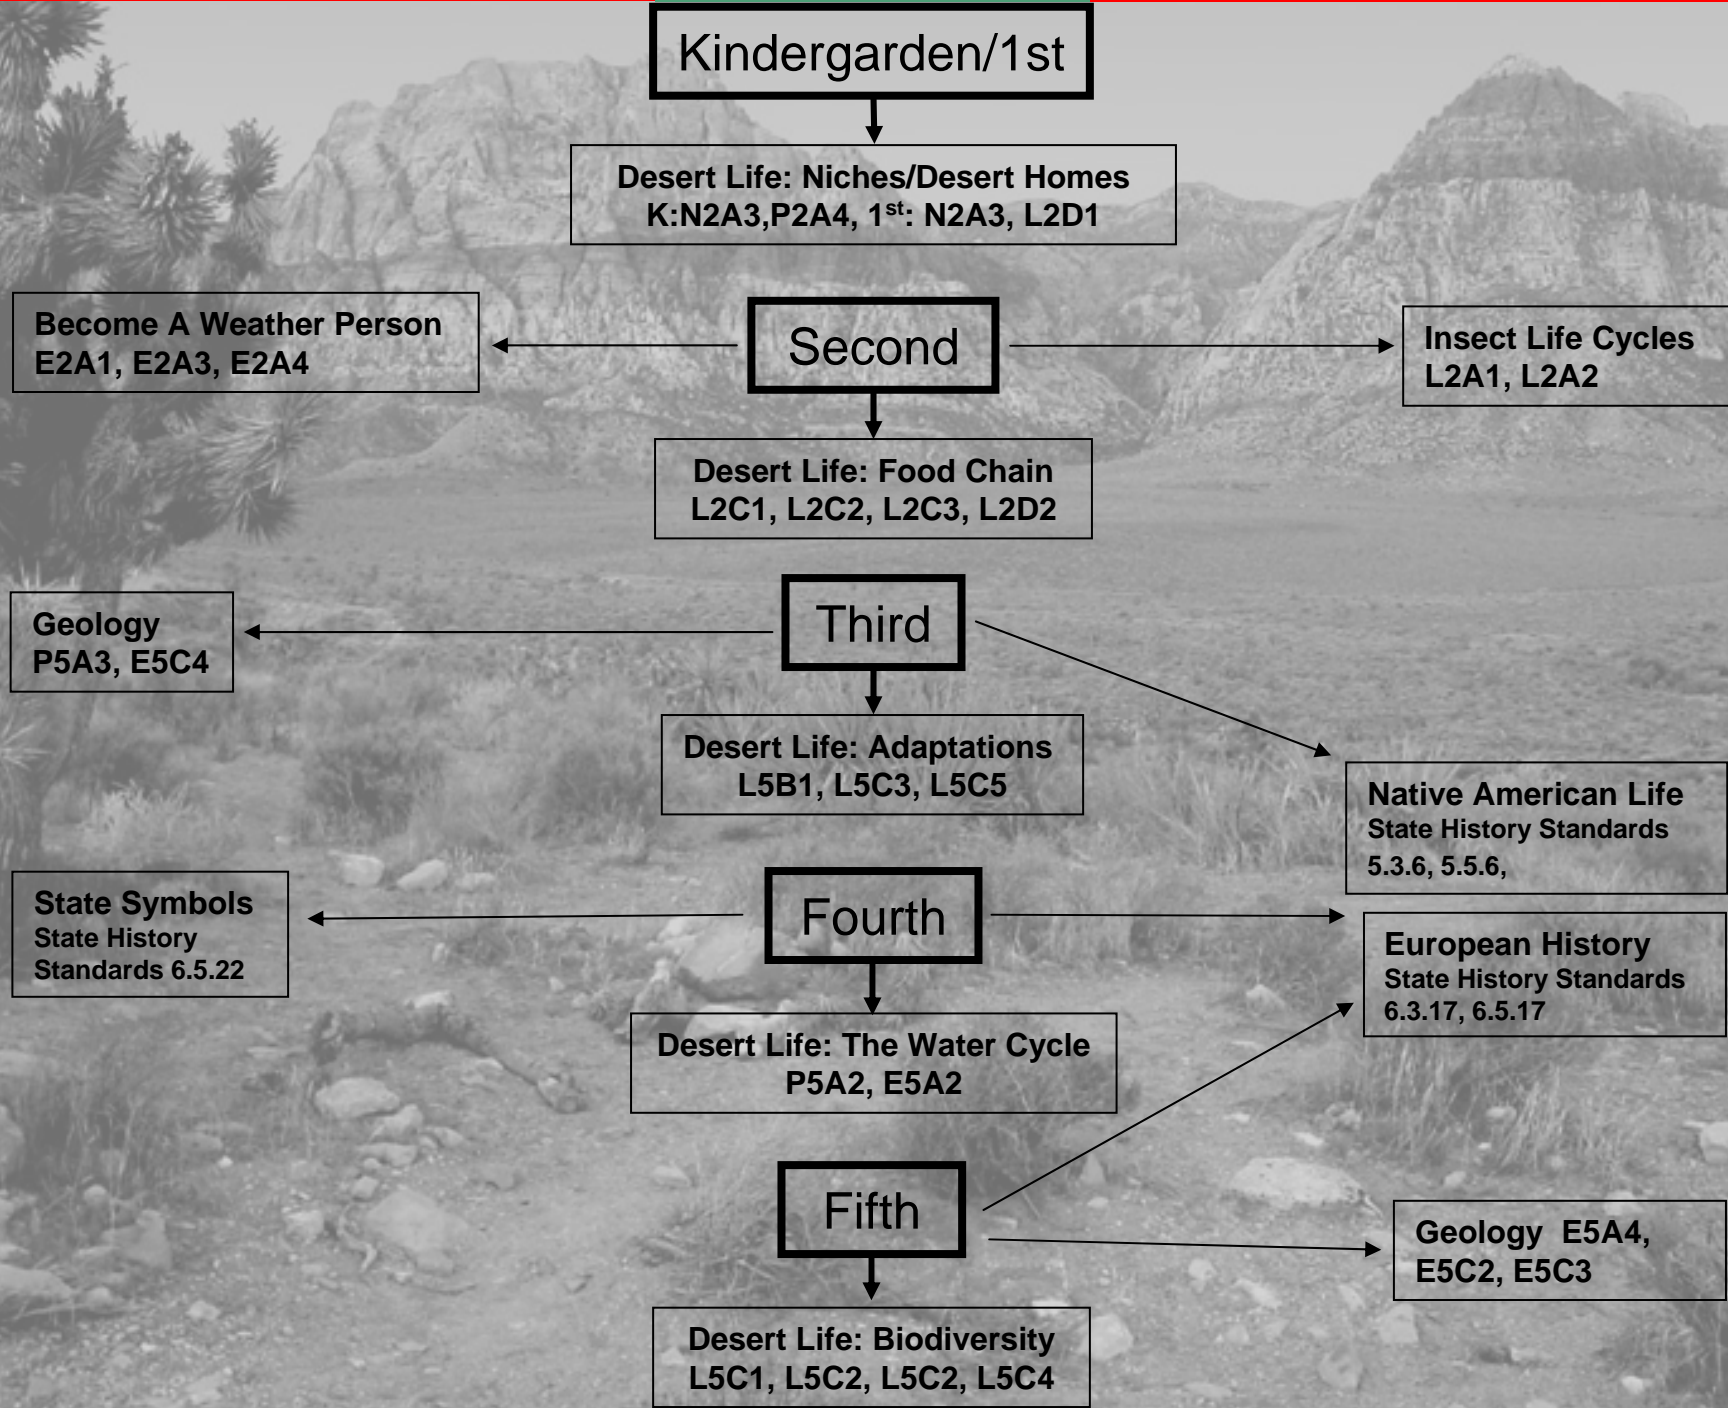 Kindergarden/1st
Desert Life: Niches/Desert Homes
K:N2A3,P2A4, 1st: N2A3, L2D1
Become A Weather Person
E2A1, E2A3, E2A4
Second
Insect Life Cycles
L2A1, L2A2
Desert Life: Food Chain
L2C1, L2C2, L2C3, L2D2
Geology
P5A3, E5C4
Third
Desert Life: Adaptations
L5B1, L5C3, L5C5
Native American Life
State History Standards
5.3.6, 5.5.6,
State Symbols
State History
Standards 6.5.22
Fourth
European History
State History Standards
6.3.17, 6.5.17
Desert Life: The Water Cycle
P5A2, E5A2
Fifth
Geology  E5A4,
E5C2, E5C3
Desert Life: Biodiversity
L5C1, L5C2, L5C2, L5C4